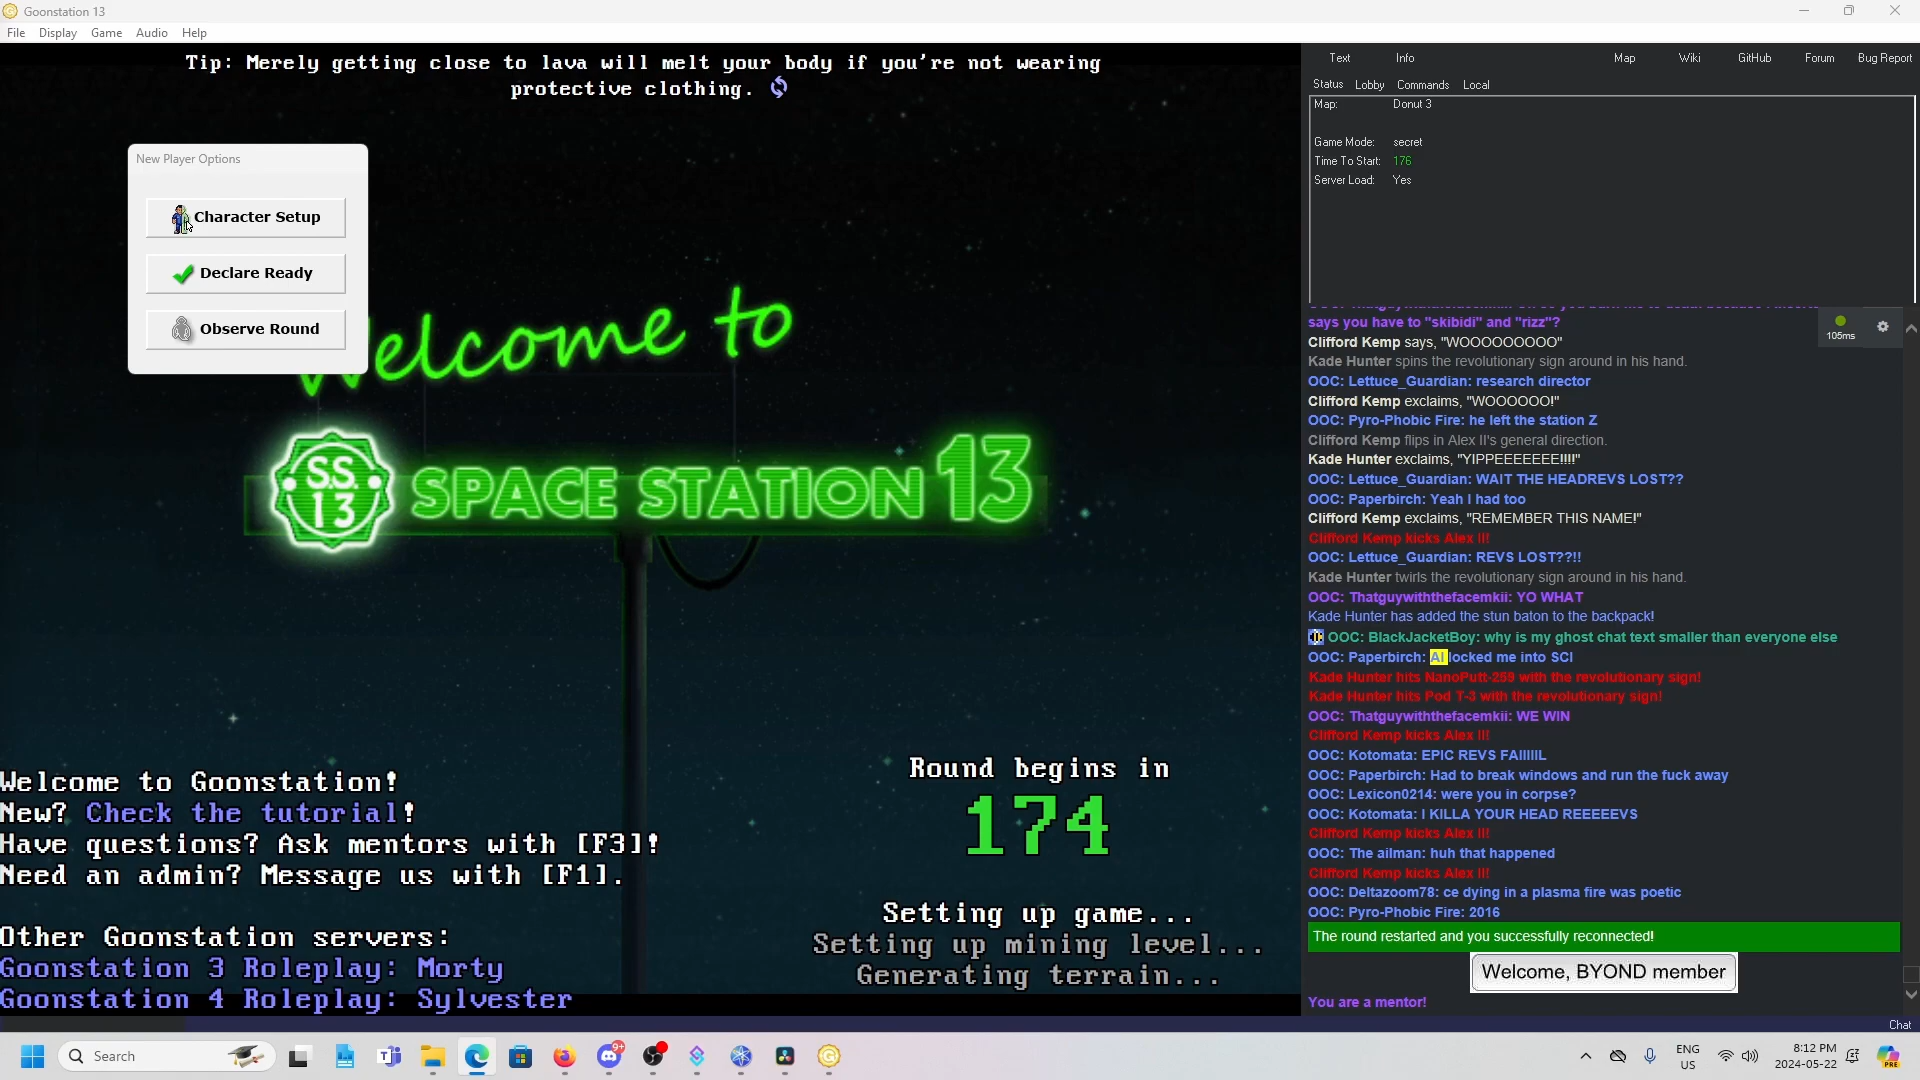 Goonstation 13
File Display Game Audio Help
Tip: Merely getting close to lava will melt your body if you're not wearing
protective clothing.
New Player Options
Character Setup
Declare Ready
Observe Round
Welcome to
S.S. 13
SPACE STATION 13
Welcome to Goonstation!
New? Check the tutorial!
Have questions? Ask mentors with [F3]!
Need an admin? Message us with [F1].
Other Goonstation servers:
Goonstation 3 Roleplay: Morty
Goonstation 4 Roleplay: Sylvester
Round begins in
174
Setting up game...
Setting up mining level...
Generating terrain...
Text Info Map Wiki GitHub Forum Bug Report
Status Lobby Commands Local
Map: Donut 3
Game Mode: secret
Time To Start: 176
Server Load: Yes
105ms
says you have to "skibidi" and "rizz"?
Clifford Kemp says, "WOOOOOOOOO"
Kade Hunter spins the revolutionary sign around in his hand.
OOC: Lettuce_Guardian: research director
Clifford Kemp exclaims, "WOOOOOO!"
OOC: Pyro-Phobic Fire: he left the station Z
Clifford Kemp flips in Alex II's general direction.
Kade Hunter exclaims, "YIPPEEEEEEE!!!!"
OOC: Lettuce_Guardian: WAIT THE HEADREVS LOST??
OOC: Paperbirch: Yeah I had too
Clifford Kemp exclaims, "REMEMBER THIS NAME!"
Clifford Kemp kicks Alex II!
OOC: Lettuce_Guardian: REVS LOST??!!
Kade Hunter twirls the revolutionary sign around in his hand.
OOC: Thatguywiththefacemkii: YO WHAT
Kade Hunter has added the stun baton to the backpack!
OOC: BlackJacketBoy: why is my ghost chat text smaller than everyone else
OOC: Paperbirch: AI locked me into SCI
Kade Hunter hits NanoPutt-259 with the revolutionary sign!
Kade Hunter hits Pod T-3 with the revolutionary sign!
OOC: Thatguywiththefacemkii: WE WIN
Clifford Kemp kicks Alex II!
OOC: Kotomata: EPIC REVS FAIIIIIL
OOC: Paperbirch: Had to break windows and run the fuck away
OOC: Lexicon0214: were you in corpse?
OOC: Kotomata: I KILLA YOUR HEAD REEEEEVS
Clifford Kemp kicks Alex II!
OOC: The ailman: huh that happened
Clifford Kemp kicks Alex II!
OOC: Deltazoom78: ce dying in a plasma fire was poetic
OOC: Pyro-Phobic Fire: 2016
The round restarted and you successfully reconnected!
Welcome, BYOND member
You are a mentor!
Chat
Search
9+
ENG
US
8:12 PM
2024-05-22
PRE